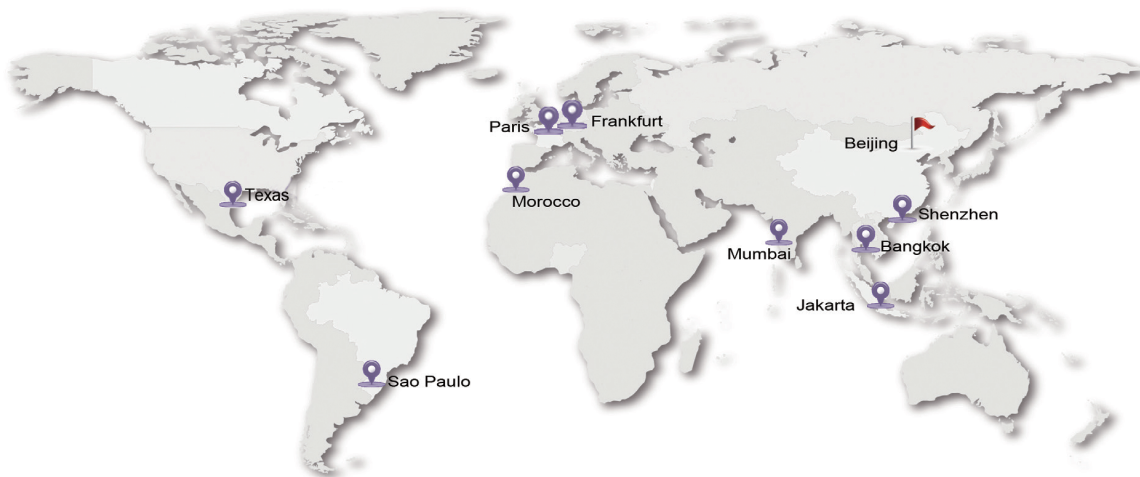 Paris
Frankfurt
Beijing
Texas
Morocco
Shenzhen
Mumbai
Bangkok
Jakarta
Sao Paulo